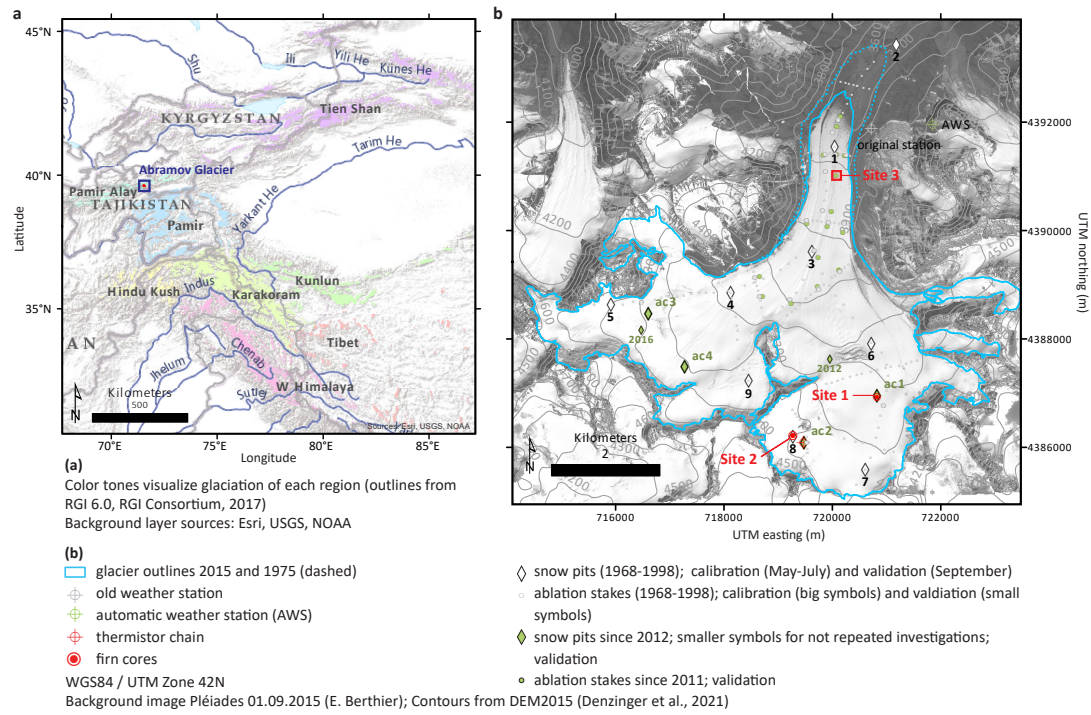 a
45°N
40°N
35°N
Latitude
Shu
Ili
Yili He
Künes He
Tien Shan
KYRGYZSTAN
Tarim He
Abramov Glacier
Pamir Alay
TAJIKISTAN
Pamir
Yarkant He
Kunlun
Hindu Kush
Indus
Karakoram
AN
Tibet
Jhelum
Chenab
W Himalaya
Sutle
Kilometers
500
N
Sources: Esri, USGS, NOAA
70°E
75°E
80°E
85°E
Longitude
b
2
4392000
AWS
original station
1
Site 3
4200
3900
4390000
3
4
ac3
5
2016
4388000
ac4
6
2012
9
ac1
Site 1
ac2
Site 2
8
4386000
7
4500
Kilometers
2
N
716000
718000
720000
722000
UTM easting (m)
UTM northing (m)
(a)
Color tones visualize glaciation of each region (outlines from
RGI 6.0, RGI Consortium, 2017)
Background layer sources: Esri, USGS, NOAA
(b)
glacier outlines 2015 and 1975 (dashed)
old weather station
automatic weather station (AWS)
thermistor chain
firn cores
WGS84 / UTM Zone 42N
Background image Pléiades 01.09.2015 (E. Berthier); Contours from DEM2015 (Denzinger et al., 2021)
snow pits (1968-1998); calibration (May-July) and validation (September)
ablation stakes (1968-1998); calibration (big symbols) and valdiation (small
symbols)
snow pits since 2012; smaller symbols for not repeated investigations;
validation
ablation stakes since 2011; validation